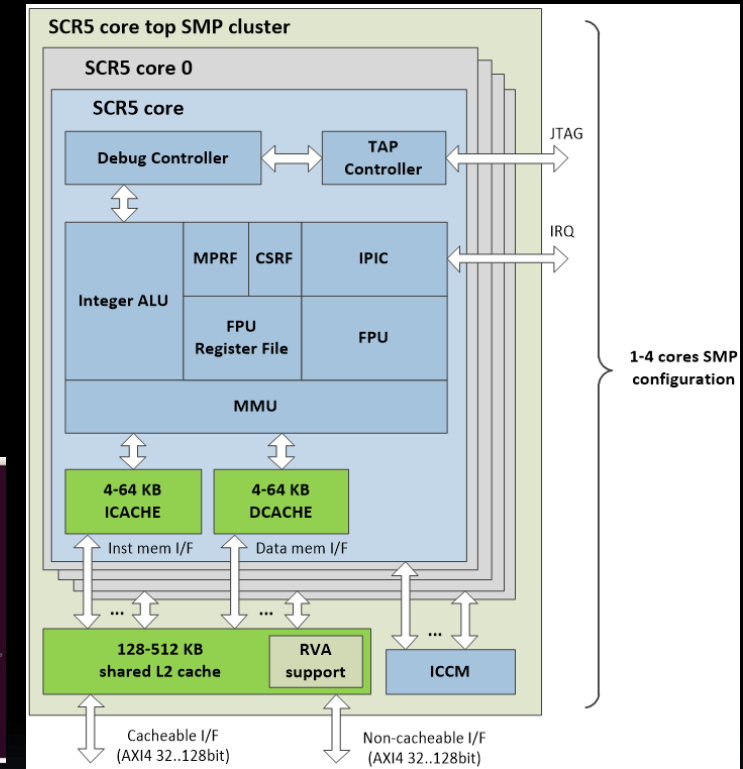 SCR5 core top SMP cluster
SCR5 core 0
SCR5 core
Debug Controller
TAP
Controller
JTAG
IRQ
Integer ALU
MPRF
CSRF
IPIC
FPU
Register File
FPU
MMU
4-64 KB
ICACHE
4-64 KB
DCACHE
Inst mem I/F
Data mem I/F
...
...
...
128-512 KB
shared L2 cache
RVA
support
ICCM
Cacheable I/F
(AXI4 32..128bit)
Non-cacheable I/F
(AXI4 32..128bit)
1-4 cores SMP
configuration